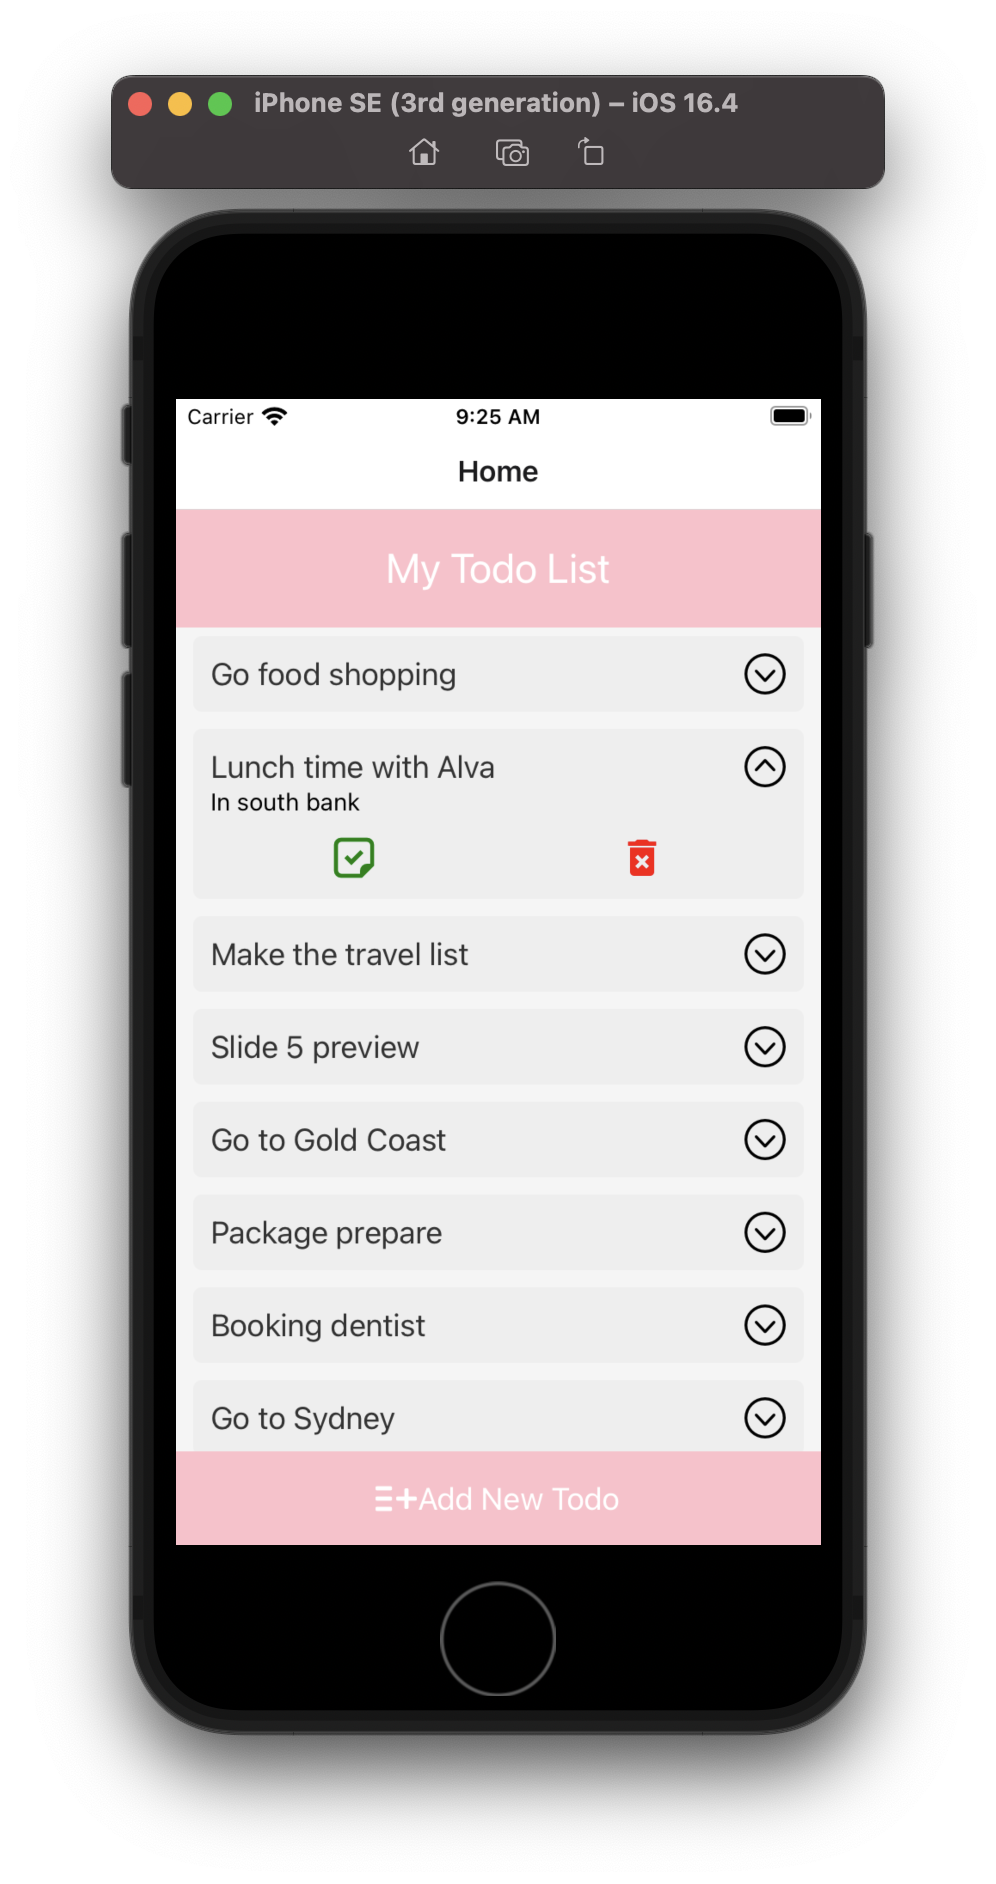 iPhone SE (3rd generation) – iOS 16.4
Carrier 9:25 AM
Home
My Todo List
Go food shopping
Lunch time with Alva
In south bank
Make the travel list
Slide 5 preview
Go to Gold Coast
Package prepare
Booking dentist
Go to Sydney
Add New Todo